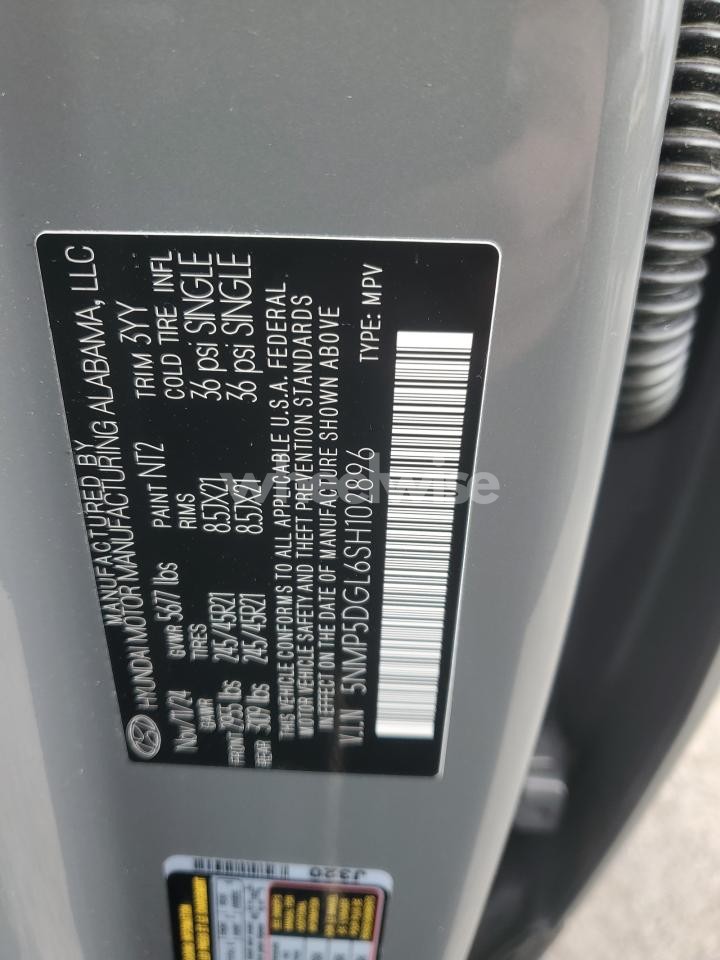 MANUFACTURED BY
HYUNDAI MOTOR MANUFACTURING ALABAMA, LLC
Nov/11/24 GVWR 5677 lbs PAINT NT2 TRIM 3YY
GAWR TIRES RIMS COLD TIRE INFL
FRONT 2955 lbs 245/45R21 8.5JX21 36 psi SINGLE
REAR 3109 lbs 245/45R21 8.5JX21 36 psi SINGLE
THIS VEHICLE CONFORMS TO ALL APPLICABLE U.S.A. FEDERAL
MOTOR VEHICLE SAFETY AND THEFT PREVENTION STANDARDS
IN EFFECT ON THE DATE OF MANUFACTURE SHOWN ABOVE
V.I.N 5NMP5DGL6SH102896 TYPE: MPV
wheelwise
J320